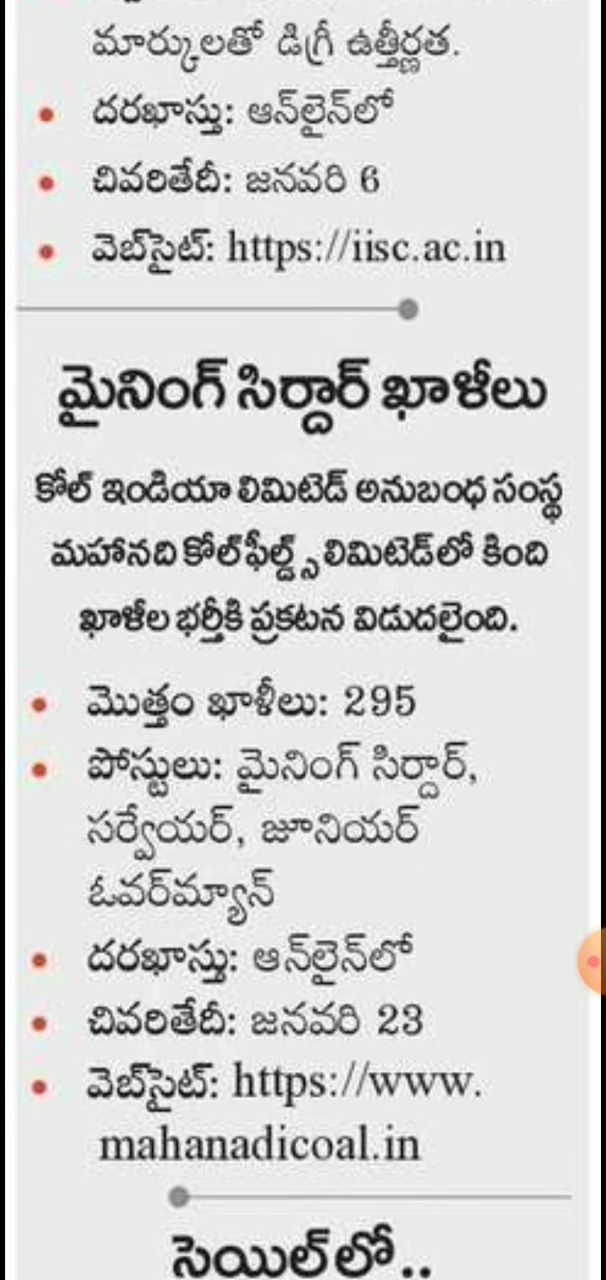 మార్కులతో డిగ్రీ ఉత్తీర్ణత.
• దరఖాస్తు: ఆన్‌లైన్‌లో
• చివరితేదీ: జనవరి 6
• వెబ్‌సైట్: https://iisc.ac.in
మైనింగ్ సిర్దార్ ఖాళీలు
కోల్ ఇండియా లిమిటెడ్ అనుబంధ సంస్థ
మహానది కోల్‌ఫీల్డ్స్ లిమిటెడ్‌లో కింది
ఖాళీల భర్తీకి ప్రకటన విడుదలైంది.
• మొత్తం ఖాళీలు: 295
• పోస్టులు: మైనింగ్ సిర్దార్,
సర్వేయర్, జూనియర్
ఓవర్‌మ్యాన్
• దరఖాస్తు: ఆన్‌లైన్‌లో
• చివరితేదీ: జనవరి 23
• వెబ్‌సైట్: https://www.
mahanadicoal.in
సెయిల్‌లో..